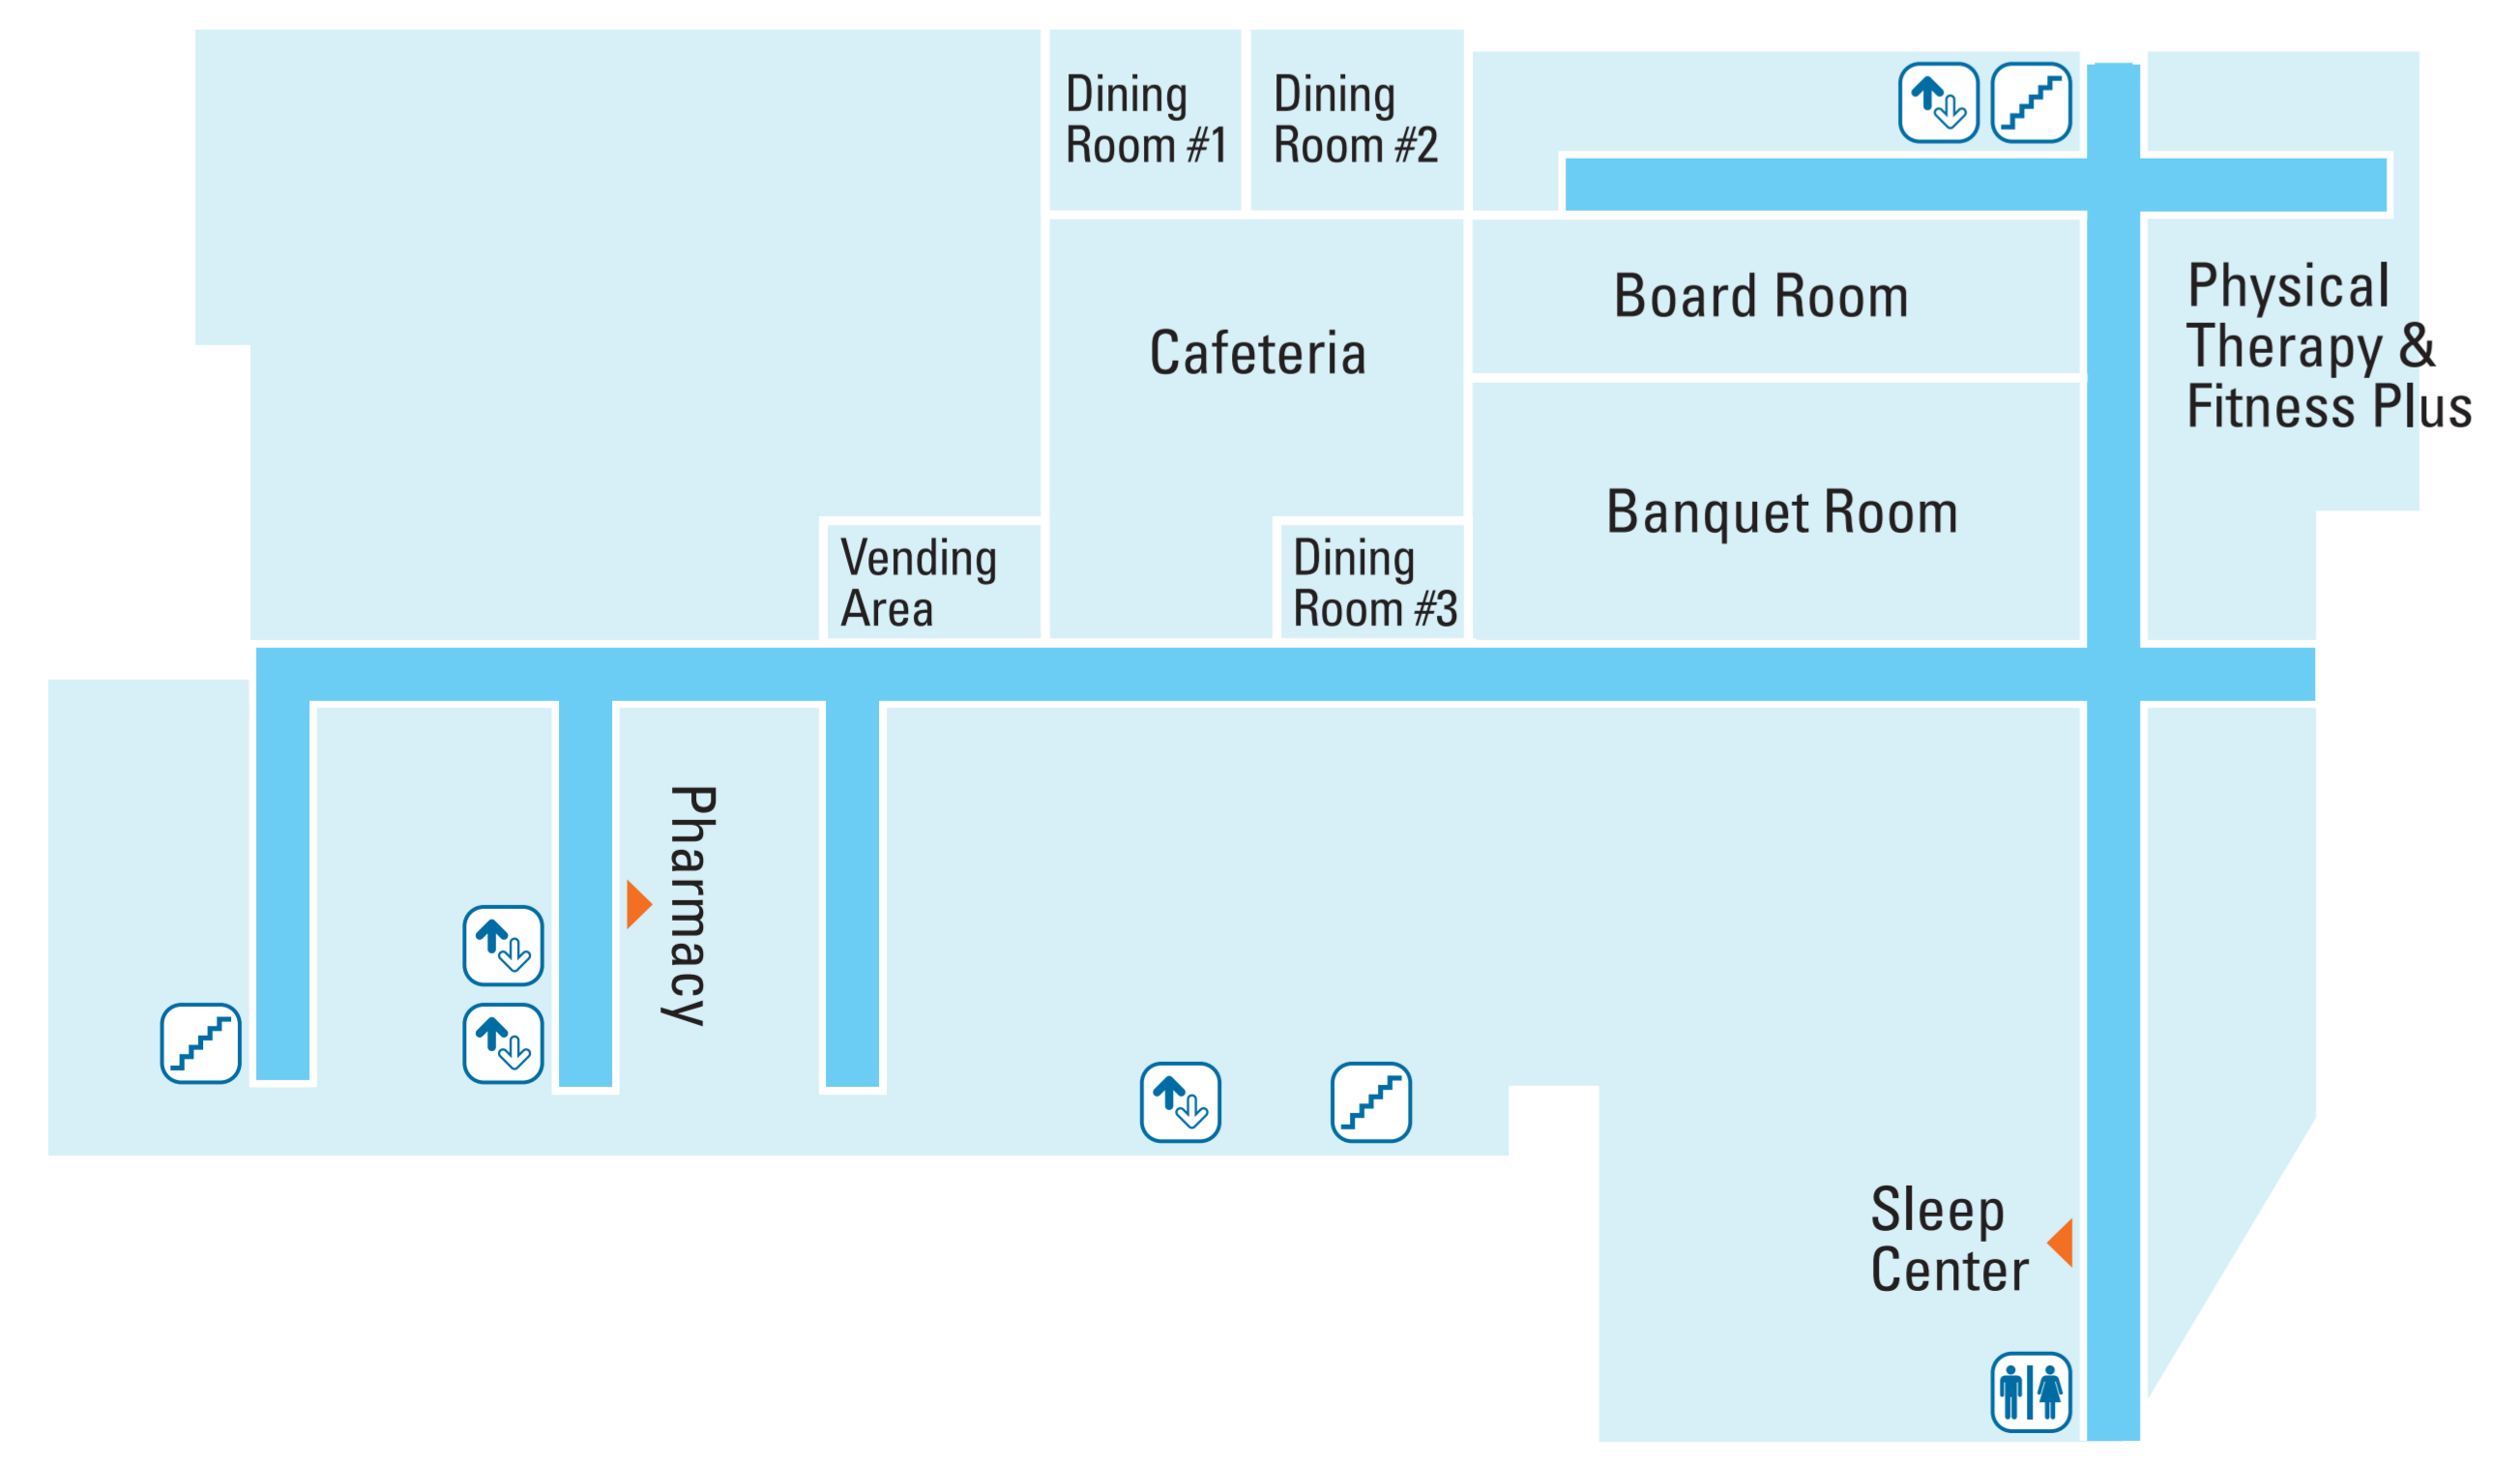 Dining
Room #1
Dining
Room #2
Board Room
Physical
Therapy &
Fitness Plus
Cafeteria
Banquet Room
Vending
Area
Dining
Room #3
Pharmacy
Sleep
Center